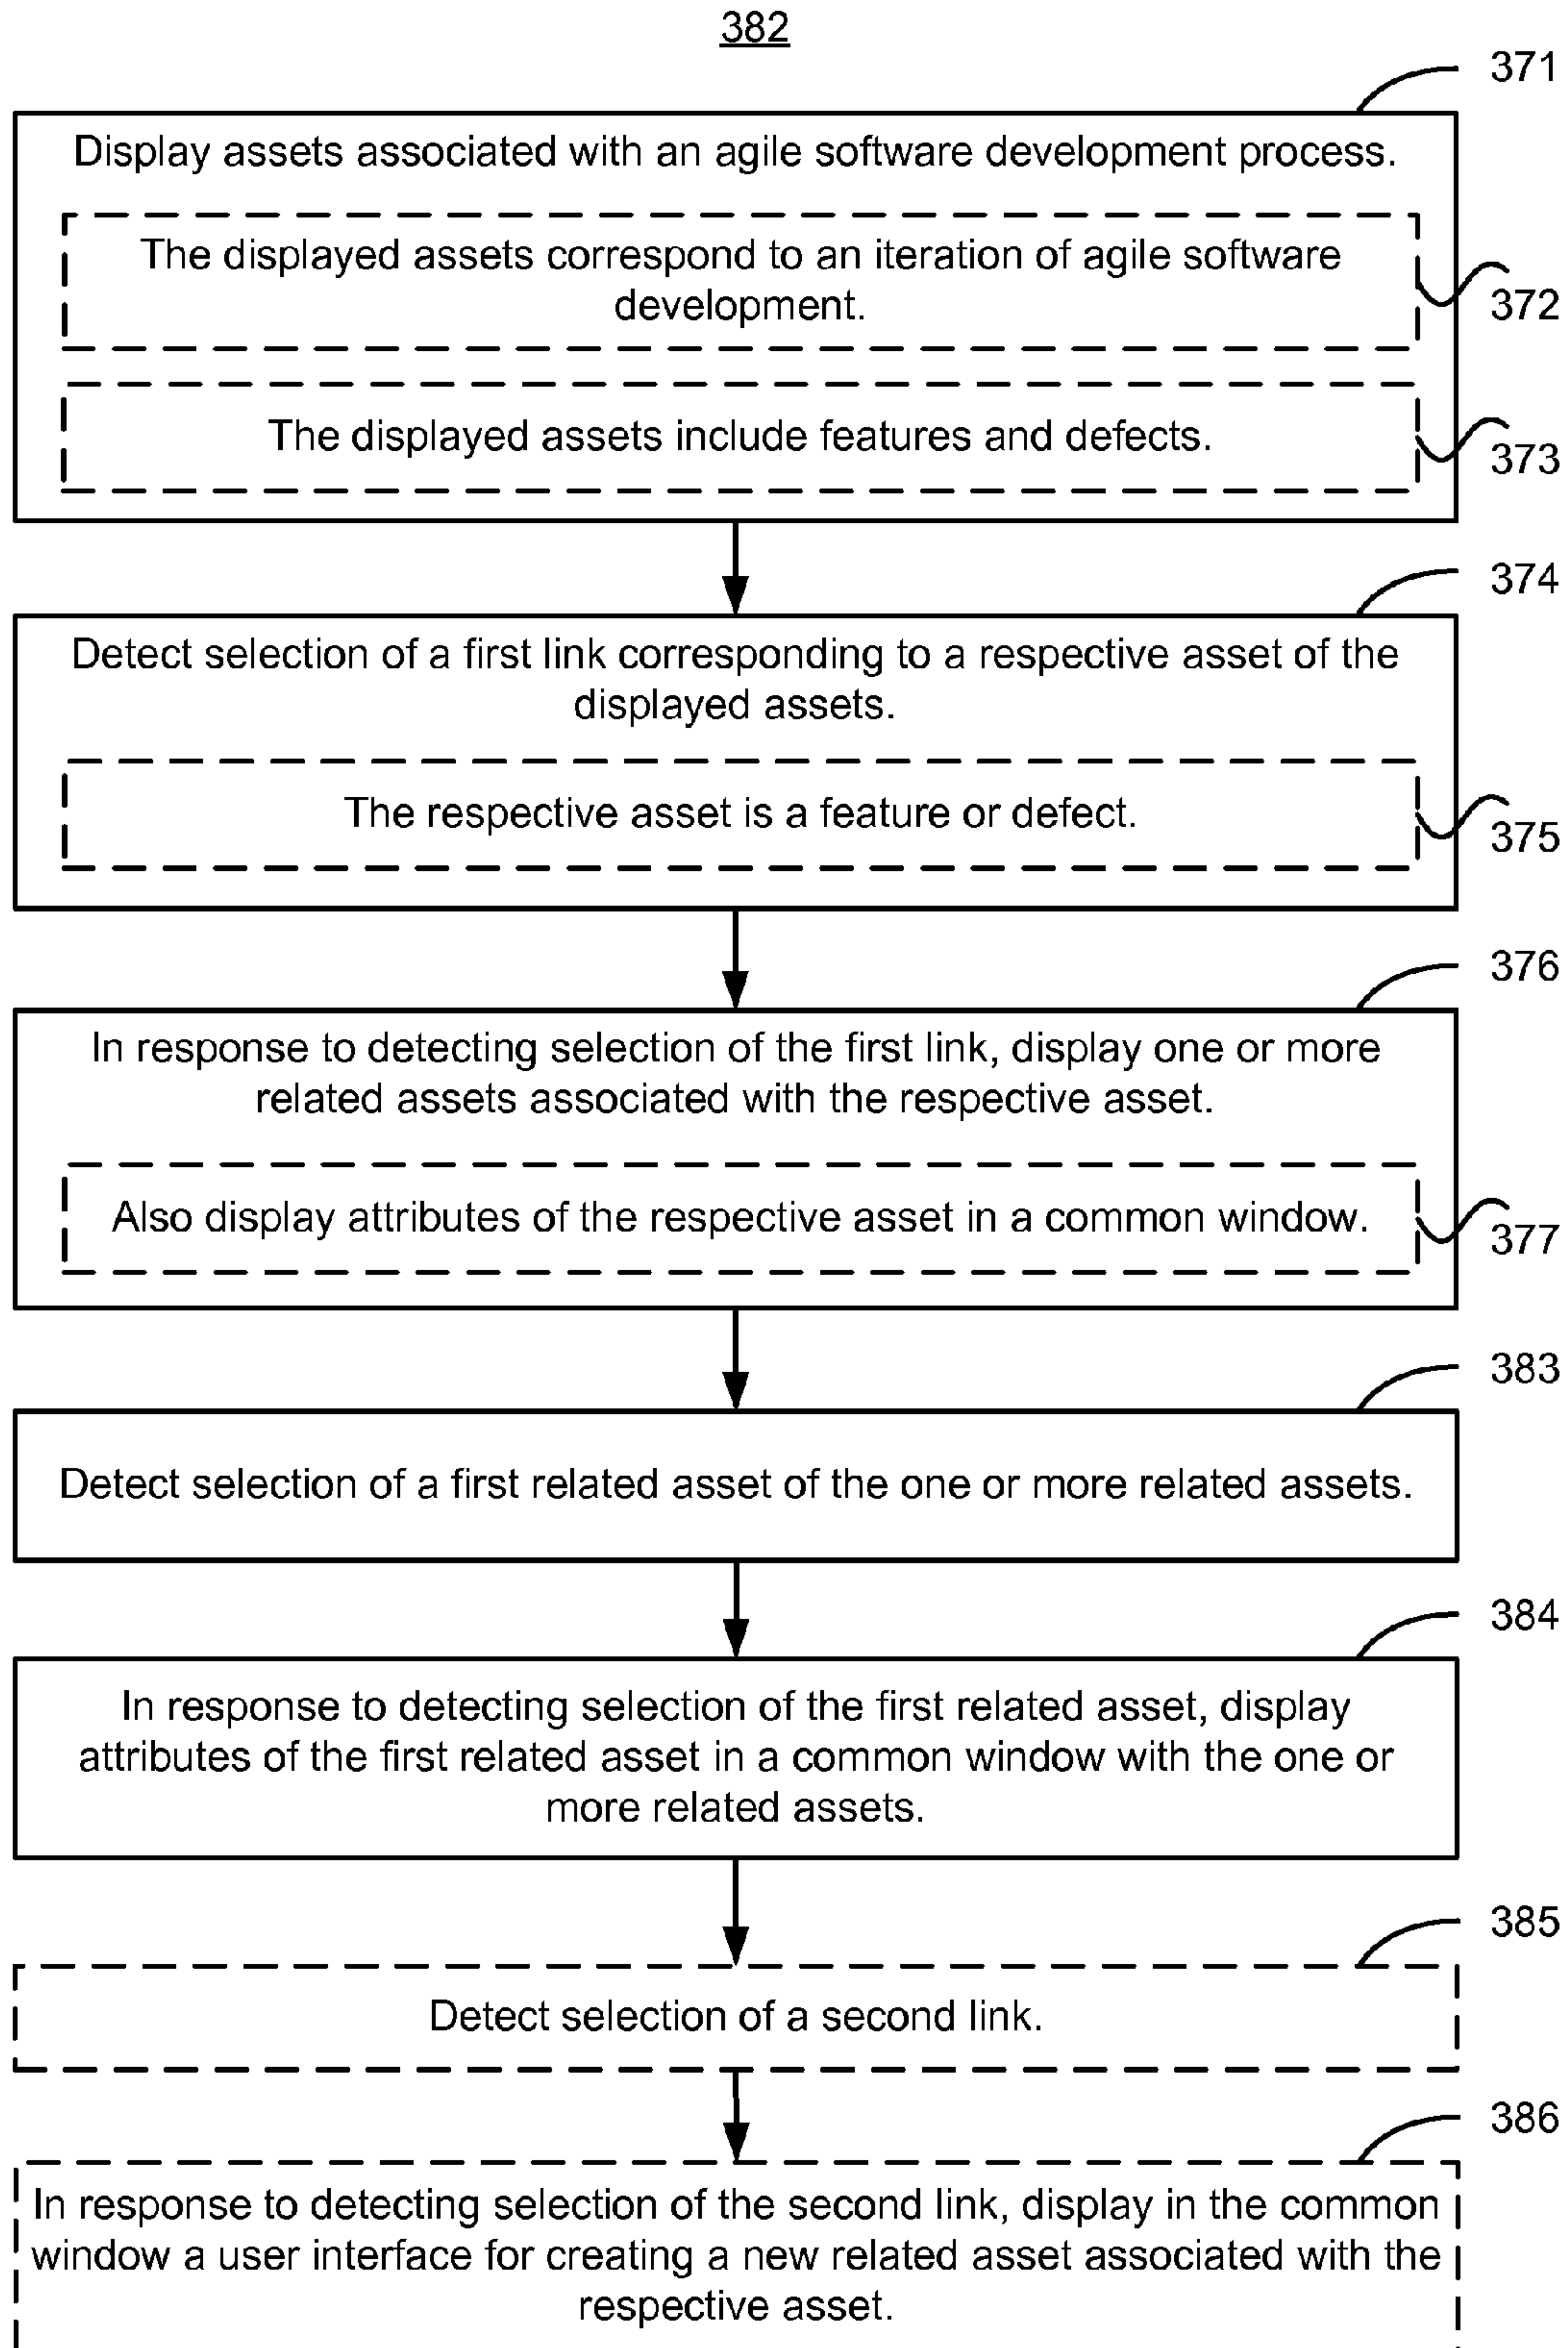 382
371
Display assets associated with an agile software development process.
The displayed assets correspond to an iteration of agile software
development.
372
The displayed assets include features and defects.
373
374
Detect selection of a first link corresponding to a respective asset of the
displayed assets.
The respective asset is a feature or defect.
375
376
In response to detecting selection of the first link, display one or more
related assets associated with the respective asset.
Also display attributes of the respective asset in a common window.
377
383
Detect selection of a first related asset of the one or more related assets.
384
In response to detecting selection of the first related asset, display
attributes of the first related asset in a common window with the one or
more related assets.
385
Detect selection of a second link.
386
In response to detecting selection of the second link, display in the common
window a user interface for creating a new related asset associated with the
respective asset.